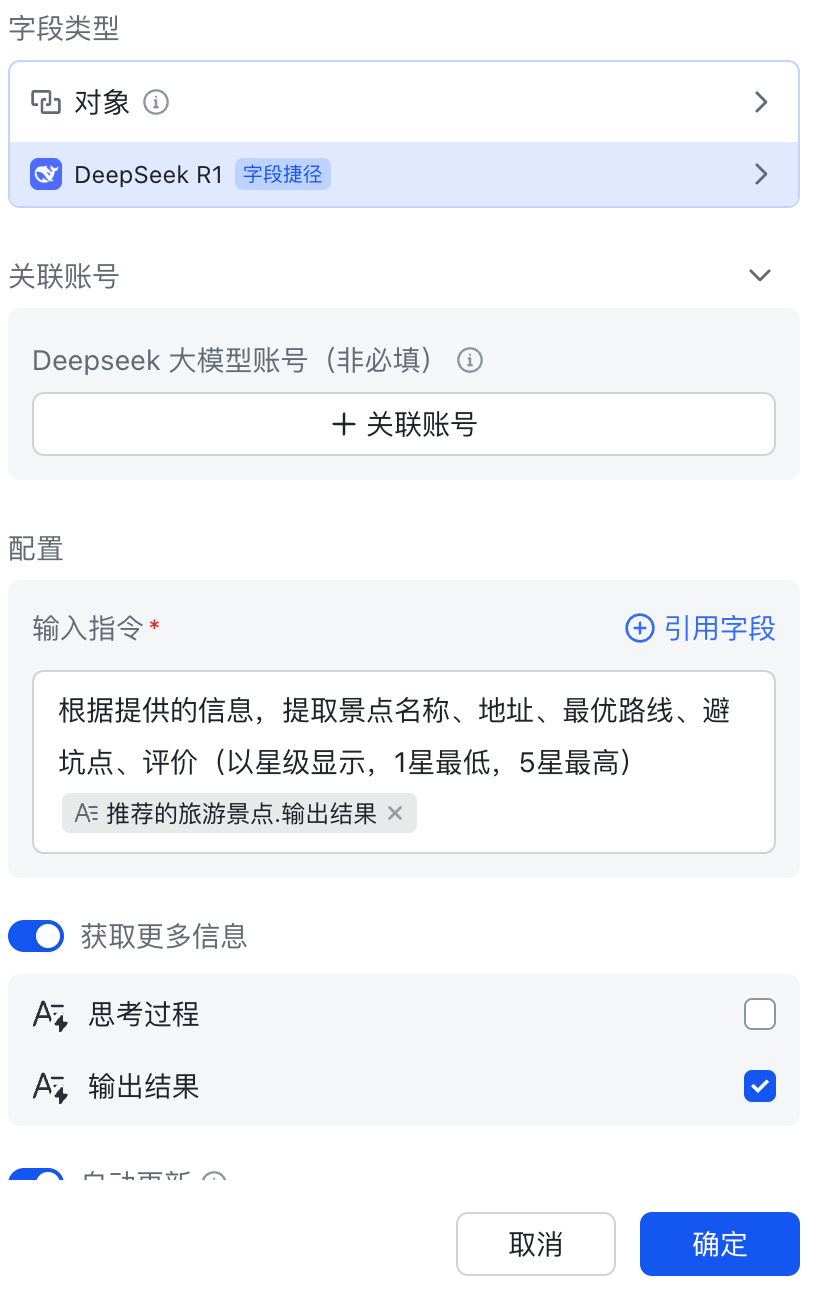 字段类型
对象
DeepSeek R1 字段捷径
关联账号
Deepseek 大模型账号（非必填）
关联账号
配置
输入指令* 引用字段
根据提供的信息，提取景点名称、地址、最优路线、避
坑点、评价（以星级显示，1星最低，5星最高）
推荐的旅游景点.输出结果
获取更多信息
思考过程
输出结果
自动更新
取消 确定